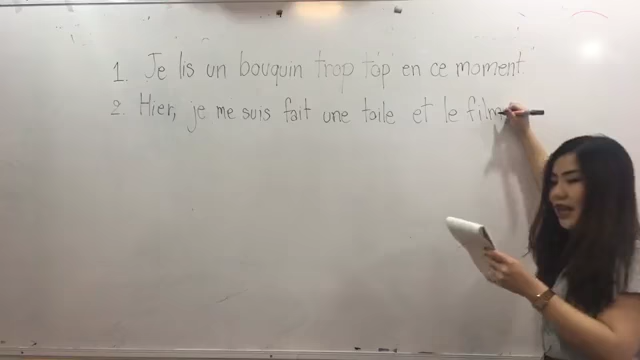 1. Je lis un bouquin trop top en ce moment.
2. Hier, je me suis fait une toile et le film